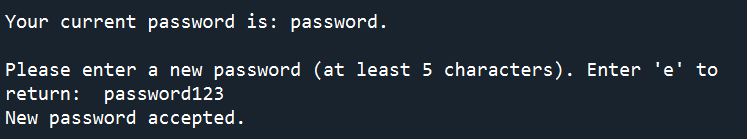 Your current password is: password.
Please enter a new password (at least 5 characters). Enter 'e' to
return:  password123
New password accepted.